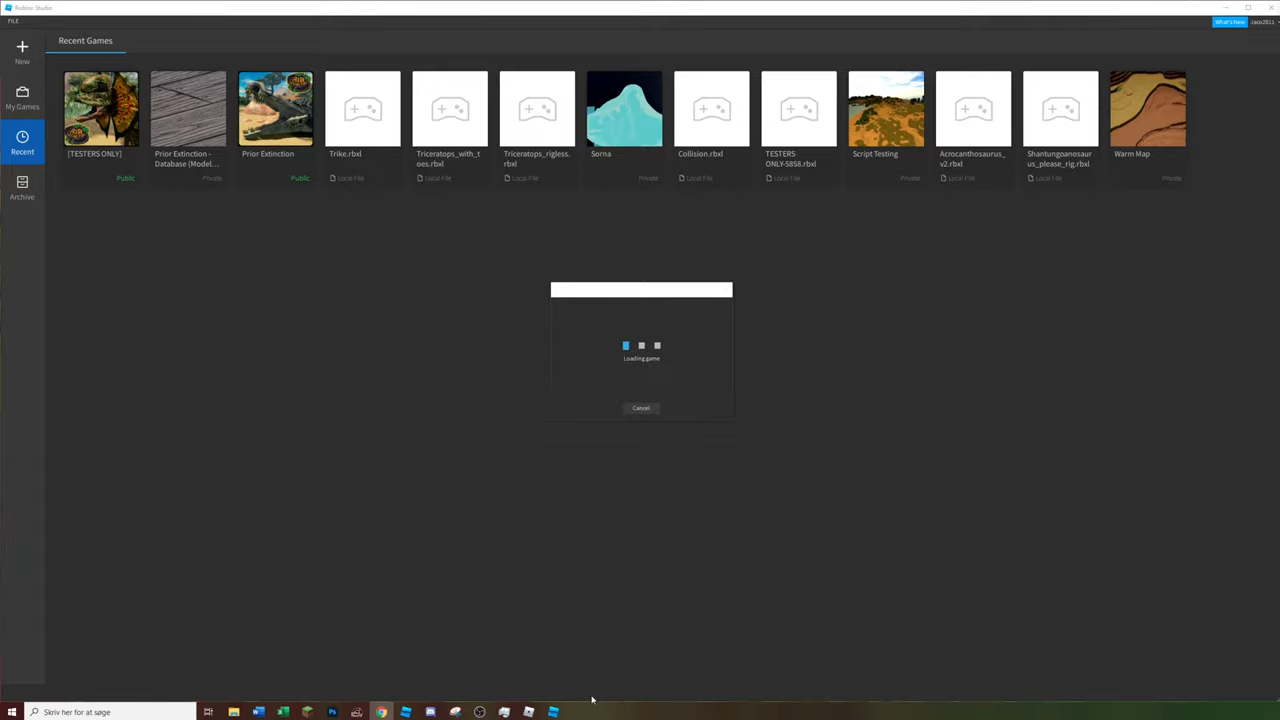 Roblox Studio
FILE
What's New
Jaco2011
New
My Games
Recent
Archive
Recent Games
[TESTERS ONLY]
Public
Prior Extinction -
Database (Model...
Private
Prior Extinction
Public
Trike.rbxl
Local File
Triceratops_with_t
oes.rbxl
Local File
Triceratops_rigless.
rbxl
Local File
Sorna
Private
Collision.rbxl
Local File
TESTERS
ONLY-5858.rbxl
Local File
Script Testing
Private
Acrocanthosaurus_
v2.rbxl
Local File
Shantungoanosaur
us_please_rig.rbxl
Local File
Warm Map
Private
Loading game
Cancel
Skriv her for at søge